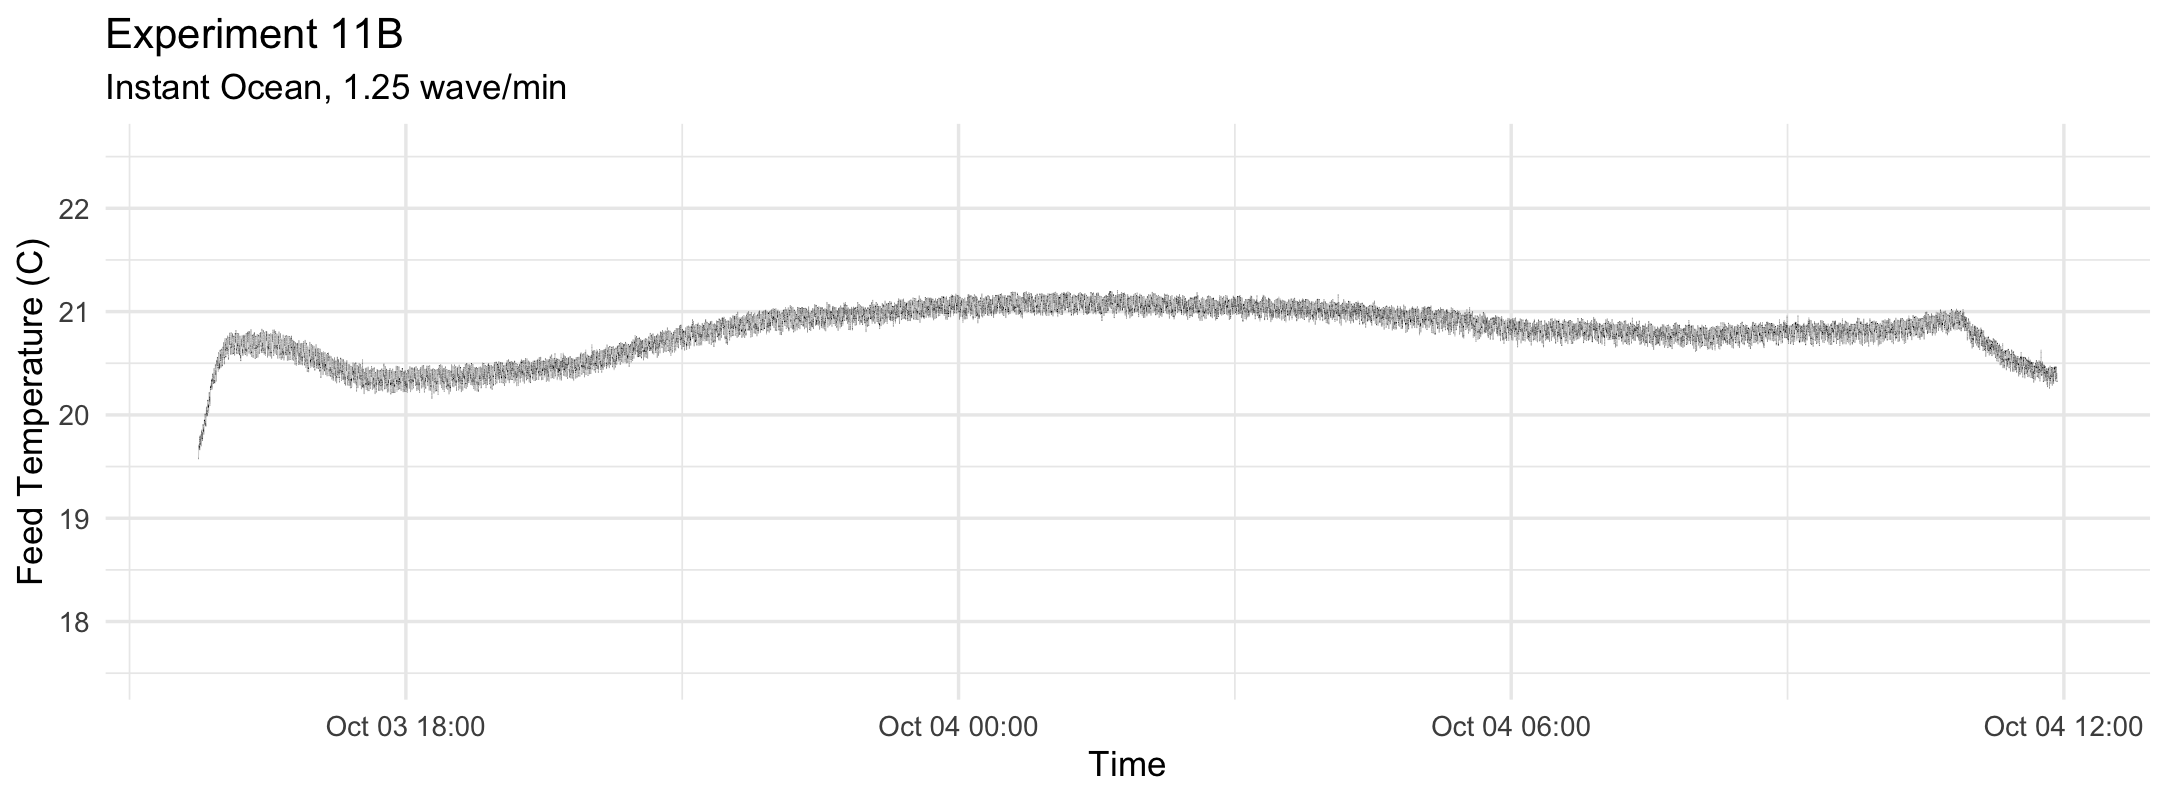 Experiment 11B
Instant Ocean, 1.25 wave/min
Feed Temperature (C)
22
21
20
19
18
Oct 03 18:00
Oct 04 00:00
Oct 04 06:00
Oct 04 12:00
Time